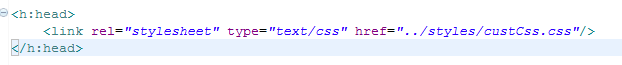 <h:head>
<link rel="stylesheet" type="text/css" href="../styles/custCss.css"/>
</h:head>